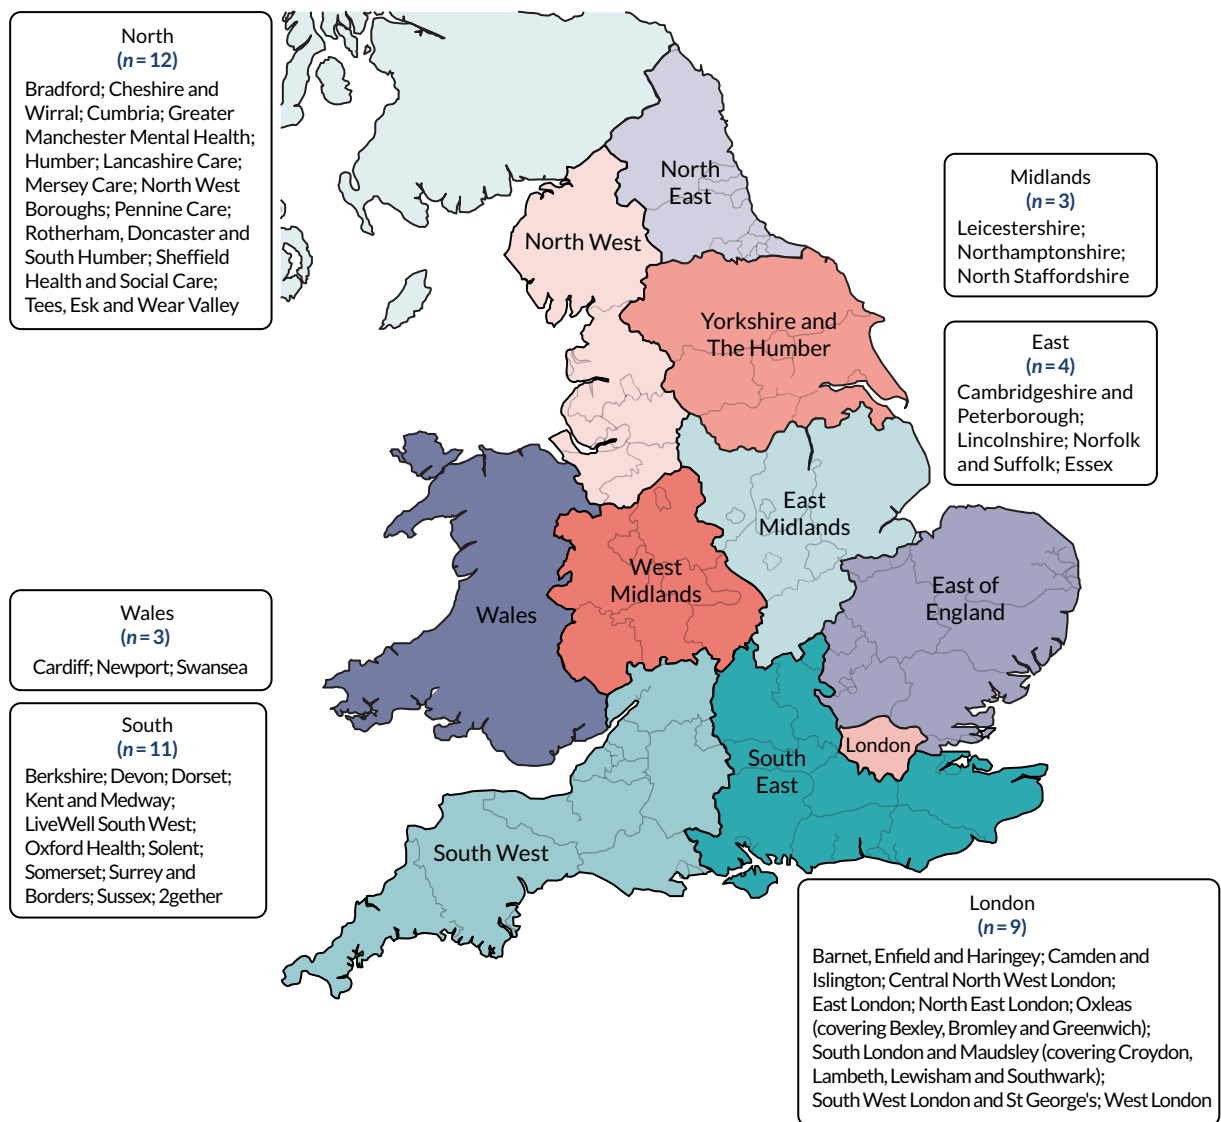 North
(n = 12)
Bradford; Cheshire and
Wirral; Cumbria; Greater
Manchester Mental Health;
Humber; Lancashire Care;
Mersey Care; North West
Boroughs; Pennine Care;
Rotherham, Doncaster and
South Humber; Sheffield
Health and Social Care;
Tees, Esk and Wear Valley
Midlands
(n = 3)
Leicestershire;
Northamptonshire;
North Staffordshire
East
(n = 4)
Cambridgeshire and
Peterborough;
Lincolnshire; Norfolk
and Suffolk; Essex
North
East
North West
Yorkshire and
The Humber
East
Midlands
West
Midlands
East of
England
Wales
London
South
East
South West
Wales
(n = 3)
Cardiff; Newport; Swansea
South
(n = 11)
Berkshire; Devon; Dorset;
Kent and Medway;
LiveWell South West;
Oxford Health; Solent;
Somerset; Surrey and
Borders; Sussex; 2gether
London
(n = 9)
Barnet, Enfield and Haringey; Camden and
Islington; Central North West London;
East London; North East London; Oxleas
(covering Bexley, Bromley and Greenwich);
South London and Maudsley (covering Croydon,
Lambeth, Lewisham and Southwark);
South West London and St George's; West London